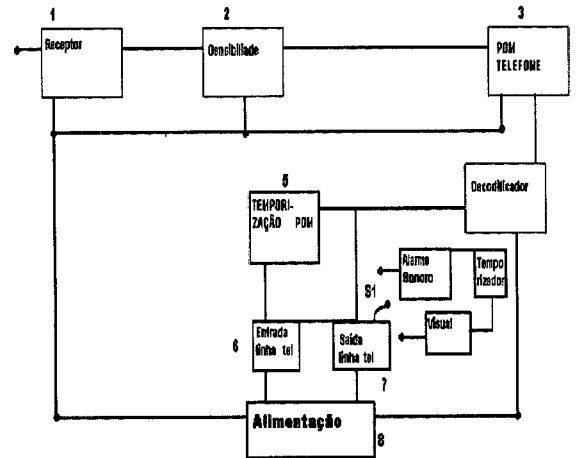 1
2
3
Receptor
Densibiliade
PDM
TELEFONE
Decodificador
5
TEMPORI-
ZAÇÃO PDM
Alarme
Sonoro
Tempo
rizador
S1
Visual
6
Entrada
linha tel
Saída
linha tel
7
Alimentação
8